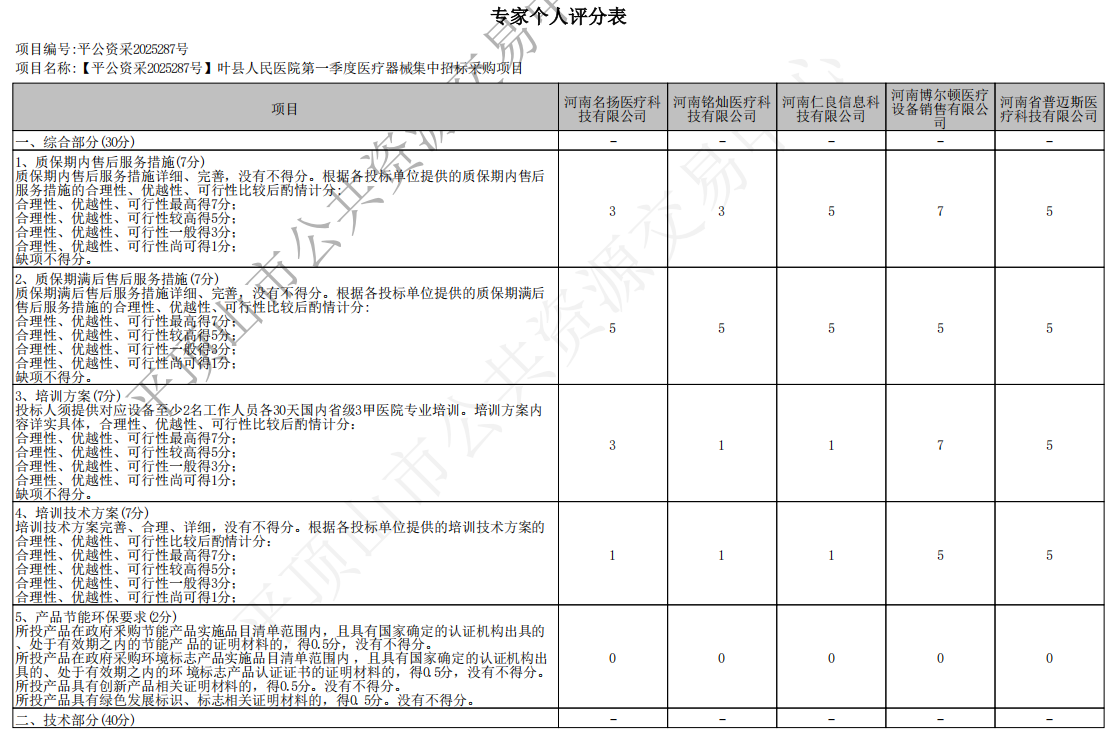 专家个人评分表
项目编号:平公资采2025287号
项目名称:【平公资采2025287号】叶县人民医院第一季度医疗器械集中招标采购项目
项目 河南名扬医疗科技有限公司 河南铭灿医疗科技有限公司 河南仁良信息科技有限公司 河南博尔顿医疗设备销售有限公司 河南省普迈斯医疗科技有限公司
一、综合部分(30分) - - - - -
1、质保期内售后服务措施(7分)
质保期内售后服务措施详细、完善，没有不得分。根据各投标单位提供的质保期内售后
服务措施的合理性、优越性、可行性比较后酌情计分:
合理性、优越性、可行性最高得7分;
合理性、优越性、可行性较高得5分;
合理性、优越性、可行性一般得3分;
合理性、优越性、可行性尚可得1分;
缺项不得分。
3 3 5 7 5
2、质保期满后售后服务措施(7分)
质保期满后售后服务措施详细、完善，没有不得分。根据各投标单位提供的质保期满后
售后服务措施的合理性、优越性、可行性比较后酌情计分:
合理性、优越性、可行性最高得7分;
合理性、优越性、可行性较高得5分;
合理性、优越性、可行性一般得3分;
合理性、优越性、可行性尚可得1分;
缺项不得分。
5 5 5 5 5
3、培训方案(7分)
投标人须提供对应设备至少2名工作人员各30天国内省级3甲医院专业培训。培训方案内
容详实具体，合理性、优越性、可行性比较后酌情计分:
合理性、优越性、可行性最高得7分;
合理性、优越性、可行性较高得5分;
合理性、优越性、可行性一般得3分;
合理性、优越性、可行性尚可得1分;
缺项不得分。
3 1 1 7 5
4、培训技术方案(7分)
培训技术方案完善、合理、详细，没有不得分。根据各投标单位提供的培训技术方案的
合理性、优越性、可行性比较后酌情计分:
合理性、优越性、可行性最高得7分;
合理性、优越性、可行性较高得5分;
合理性、优越性、可行性一般得3分;
合理性、优越性、可行性尚可得1分;
1 1 1 5 5
5、产品节能环保要求(2分)
所投产品在政府采购节能产品实施品目清单范围内，且具有国家确定的认证机构出具的
、处于有效期之内的节能产品的证明材料的，得0.5分，没有不得分。
所投产品在政府采购环境标志产品实施品目清单范围内，且具有国家确定的认证机构出
具的、处于有效期之内的环境标志产品认证证书的证明材料的，得0.5分，没有不得分。
所投产品具有创新产品相关证明材料的，得0.5分。没有不得分。
所投产品具有绿色发展标识、标志相关证明材料的，得0.5分。没有不得分。
0 0 0 0 0
二、技术部分(40分) - - - - -
平顶山市公共资源交易中
平顶山市公共资源交易中心